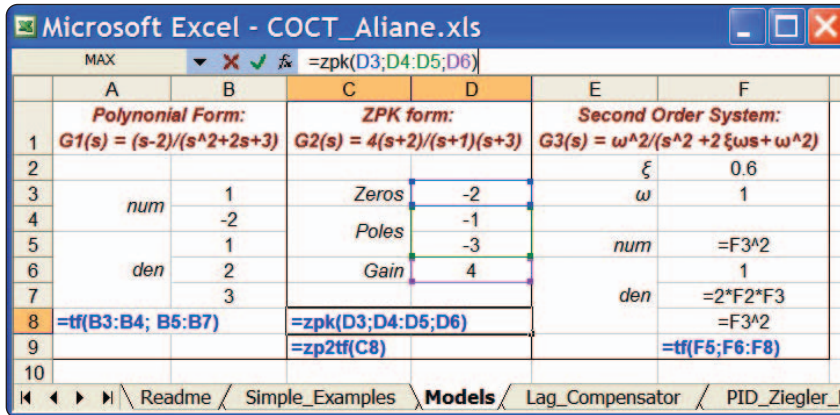 Microsoft Excel - COCT_Aliane.xls
MAX =zpk(D3;D4:D5;D6)
A B C D E F
Polynonial Form: ZPK form: Second Order System:
1 G1(s) = (s-2)/(s^2+2s+3) G2(s) = 4(s+2)/(s+1)(s+3) G3(s) = ω^2/(s^2 +2 ξωs+ω^2)
2 ξ 0.6
3 num 1 Zeros -2 ω 1
4 -2 Poles -1
5 den 1 -3 num =F3^2
6 2 Gain 4 den 1
7 3 =2*F2*F3
8 =tf(B3:B4; B5:B7) =zpk(D3;D4:D5;D6) =F3^2
9 =zp2tf(C8) =tf(F5;F6:F8)
10
Readme Simple_Examples Models Lag_Compensator PID_Ziegler_